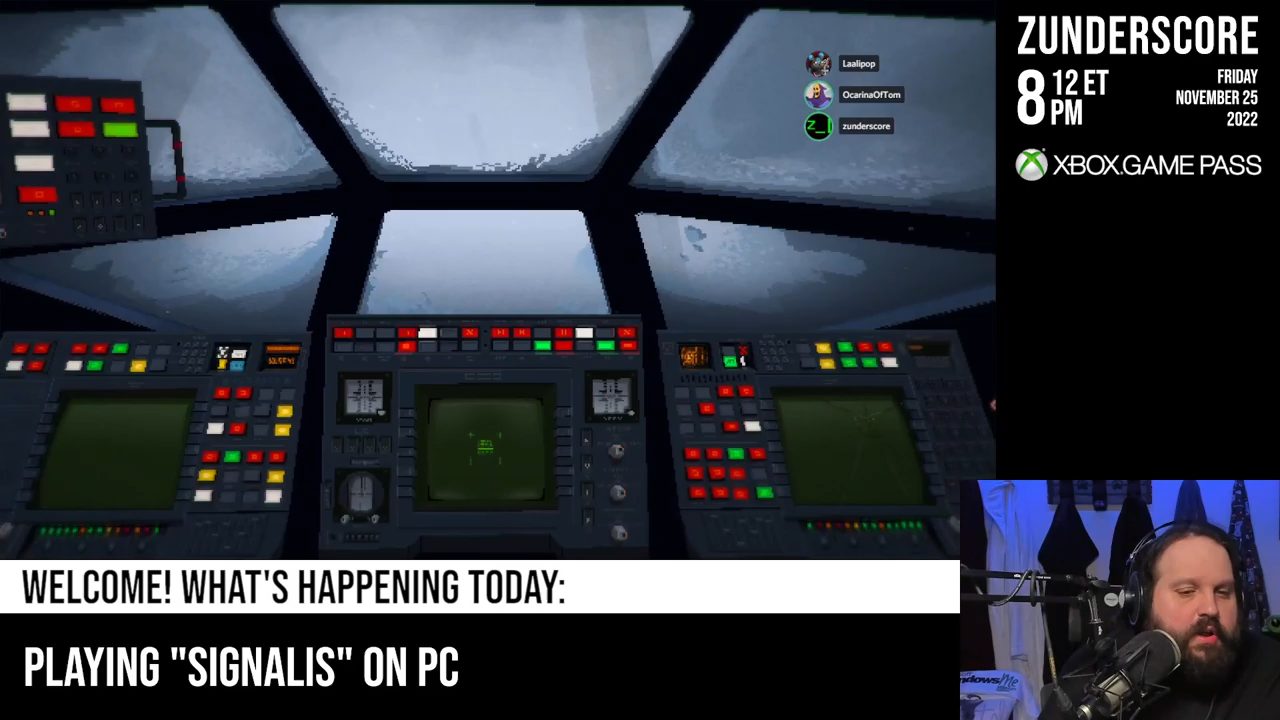 ZUNDERSCORE
8 12 ET
PM
FRIDAY
NOVEMBER 25
2022
XBOX GAME PASS
Laalipop
OcarinaOfTom
zunderscore
z_
WELCOME! WHAT'S HAPPENING TODAY:
PLAYING "SIGNALIS" ON PC